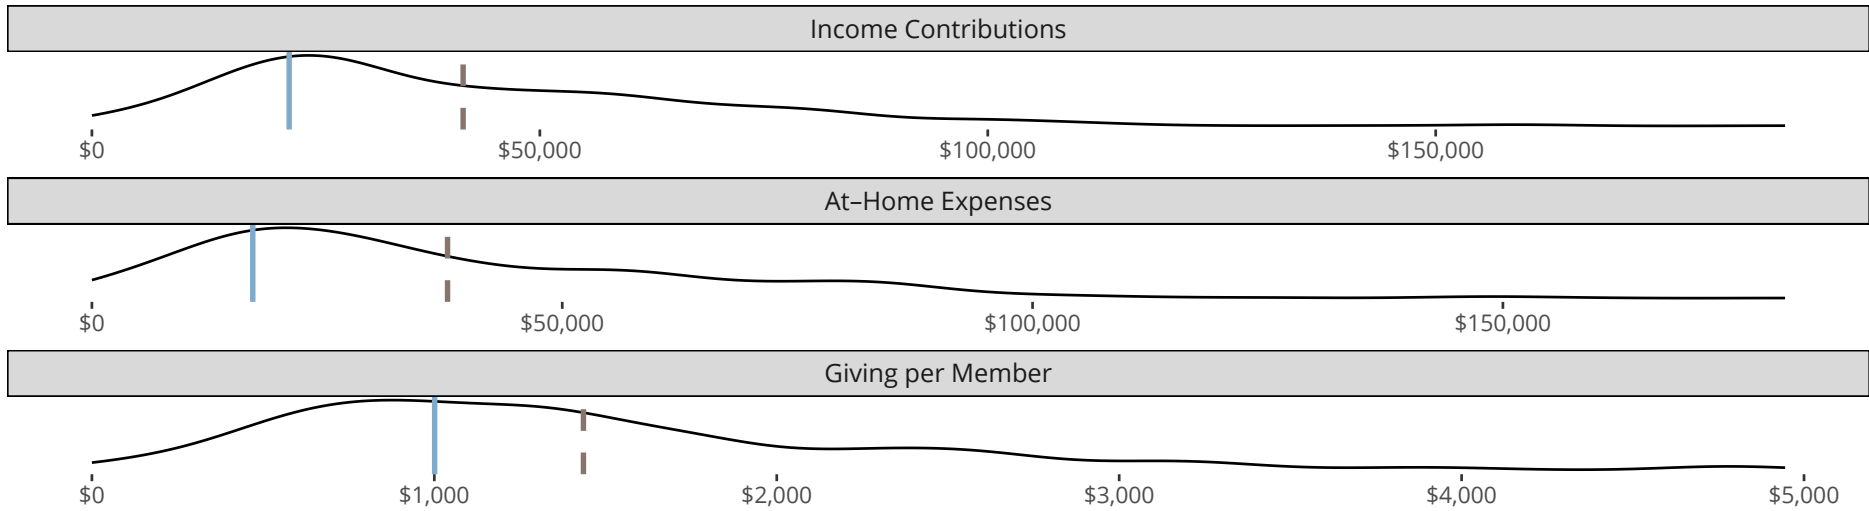 Income Contributions
$0 $50,000 $100,000 $150,000
At–Home Expenses
$0 $50,000 $100,000 $150,000
Giving per Member
$0 $1,000 $2,000 $3,000 $4,000 $5,000